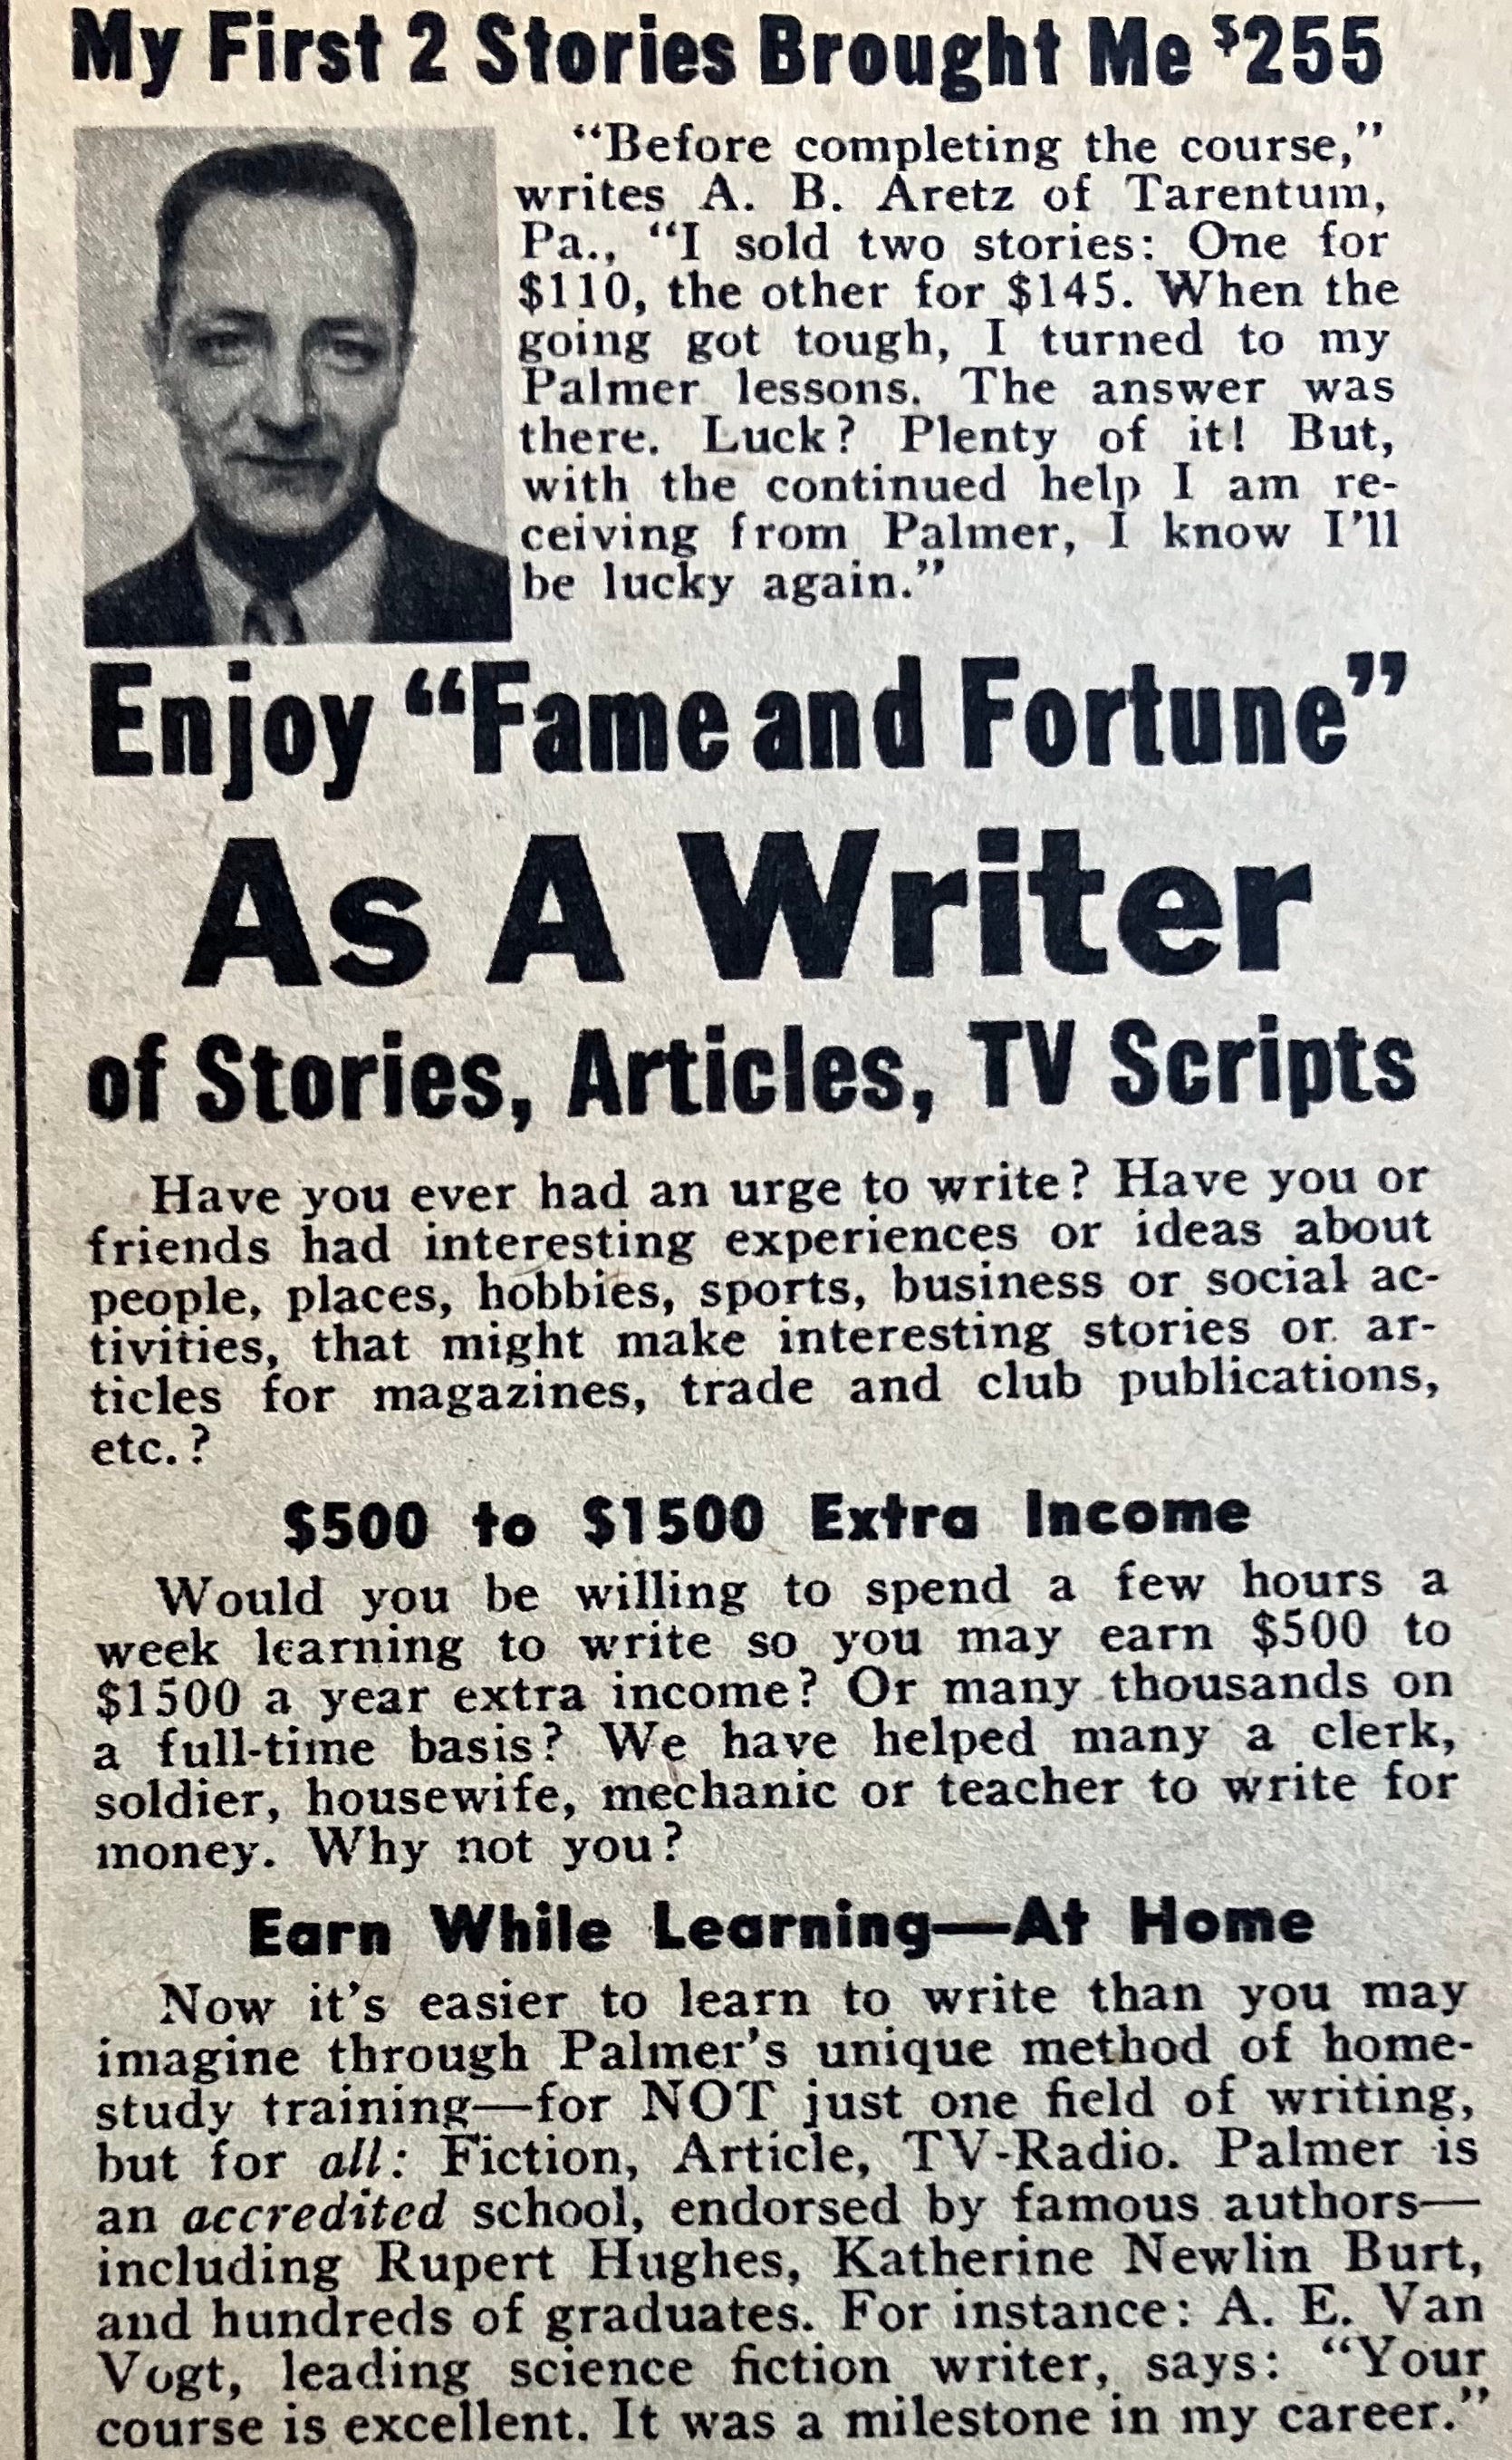 My First 2 Stories Brought Me $255
“Before completing the course,”
writes A. B. Aretz of Tarentum,
Pa., “I sold two stories: One for
$110, the other for $145. When the
going got tough, I turned to my
Palmer lessons. The answer was
there. Luck? Plenty of it! But,
with the continued help I am re-
ceiving from Palmer, I know I’ll
be lucky again.”
Enjoy “Fame and Fortune”
As A Writer
of Stories, Articles, TV Scripts
Have you ever had an urge to write? Have you or
friends had interesting experiences or ideas about
people, places, hobbies, sports, business or social ac-
tivities, that might make interesting stories or ar-
ticles for magazines, trade and club publications,
etc.?
$500 to $1500 Extra Income
Would you be willing to spend a few hours a
week learning to write so you may earn $500 to
$1500 a year extra income? Or many thousands on
a full-time basis? We have helped many a clerk,
soldier, housewife, mechanic or teacher to write for
money. Why not you?
Earn While Learning—At Home
Now it’s easier to learn to write than you may
imagine through Palmer’s unique method of home-
study training—for NOT just one field of writing,
but for all: Fiction, Article, TV-Radio. Palmer is
an accredited school, endorsed by famous authors—
including Rupert Hughes, Katherine Newlin Burt,
and hundreds of graduates. For instance: A. E. Van
Vogt, leading science fiction writer, says: “Your
course is excellent. It was a milestone in my career.”